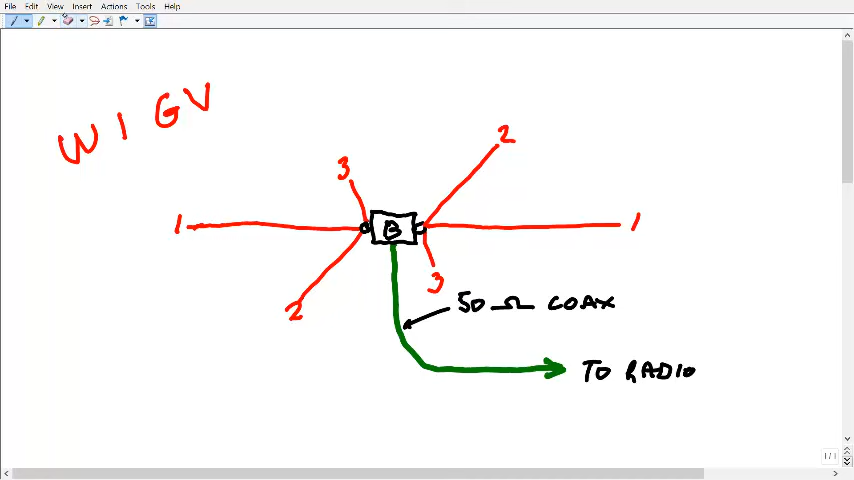 File Edit View Insert Actions Tools Help
W1GV
3 2
1 B 1
2 3
50 Ω COAX
TO RADIO
1 / 1